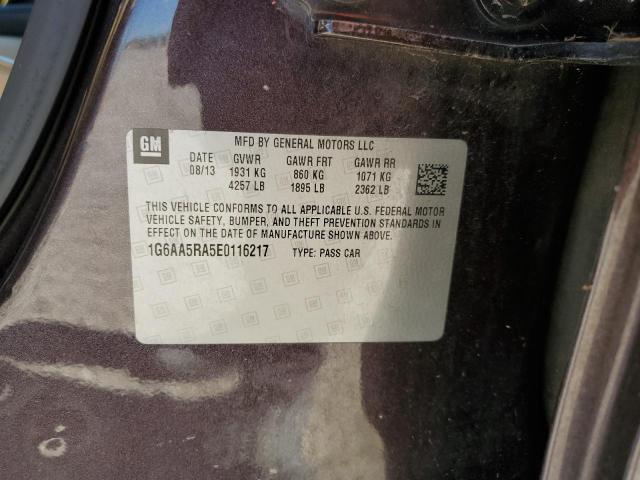 GM
MFD BY GENERAL MOTORS LLC
DATE GVWR GAWR FRT GAWR RR
08/13 1931 KG 860 KG 1071 KG
4257 LB 1895 LB 2362 LB
THIS VEHICLE CONFORMS TO ALL APPLICABLE U.S. FEDERAL MOTOR
VEHICLE SAFETY, BUMPER, AND THEFT PREVENTION STANDARDS IN
EFFECT ON THE DATE OF MANUFACTURE SHOWN ABOVE.
1G6AA5RA5E0116217 TYPE: PASS CAR